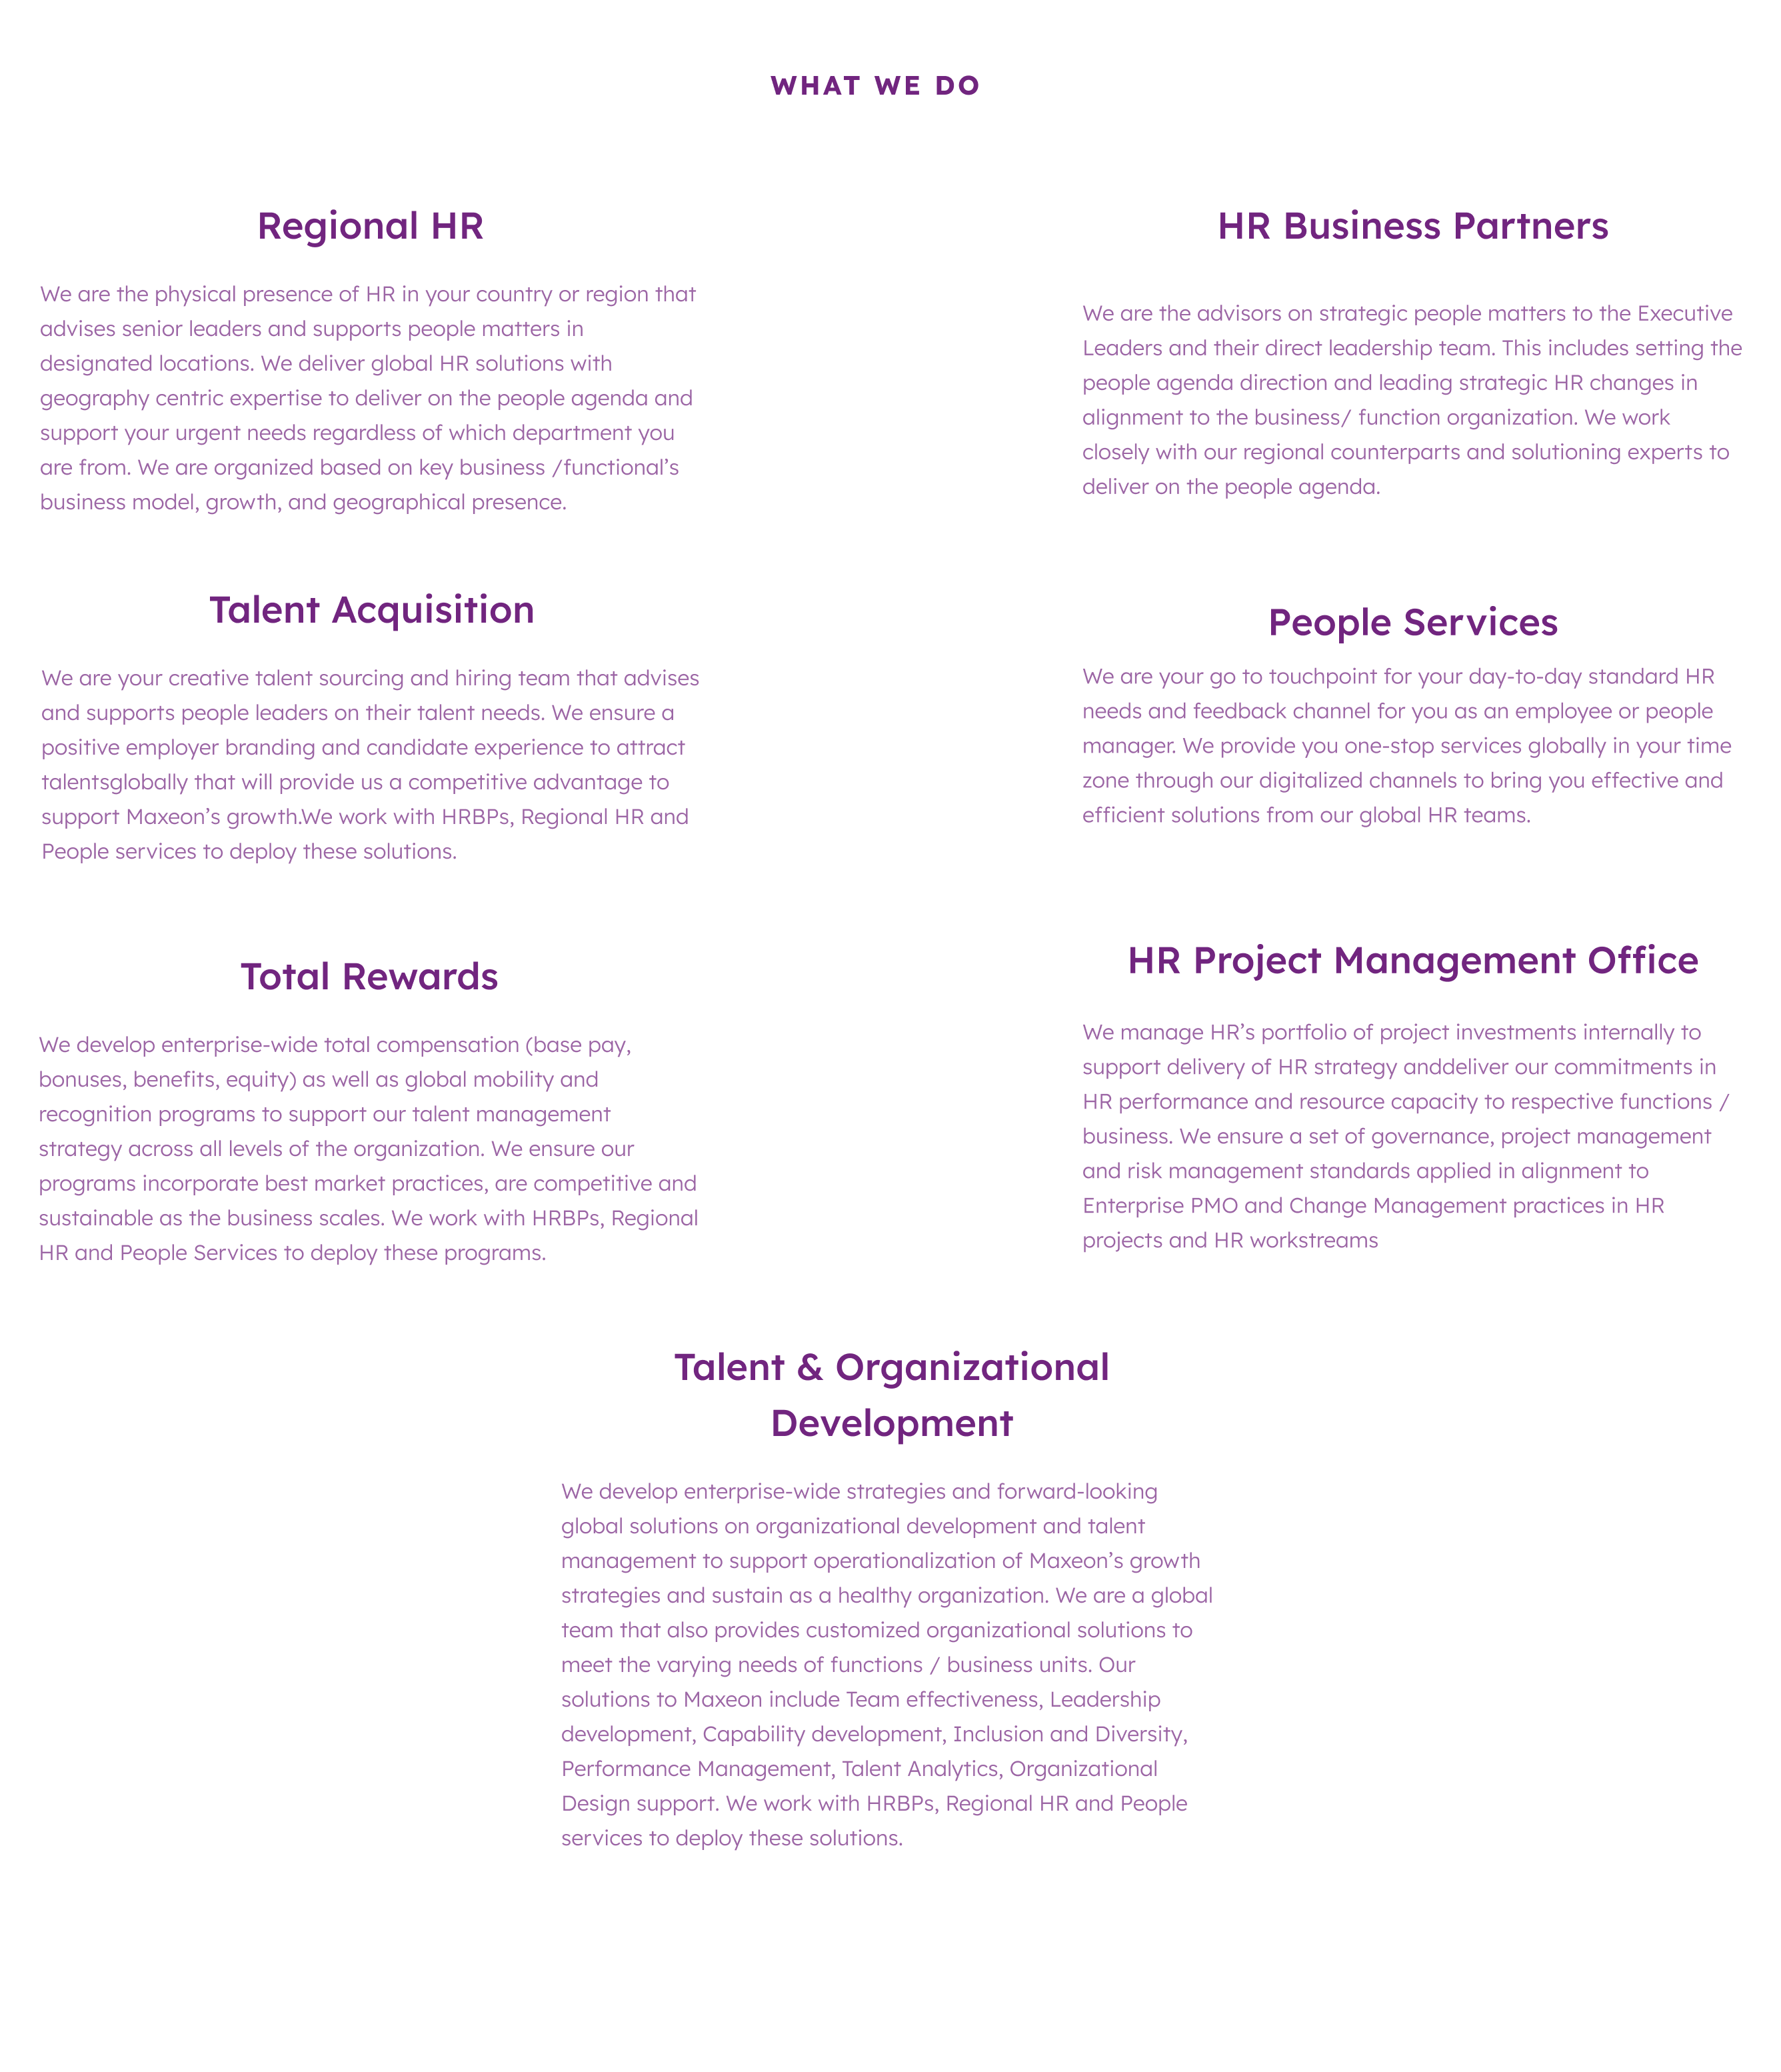 WHAT WE DO
Regional HR
We are the physical presence of HR in your country or region that
advises senior leaders and supports people matters in
designated locations. We deliver global HR solutions with
geography centric expertise to deliver on the people agenda and
support your urgent needs regardless of which department you
are from. We are organized based on key business /functional’s
business model, growth, and geographical presence.
HR Business Partners
We are the advisors on strategic people matters to the Executive
Leaders and their direct leadership team. This includes setting the
people agenda direction and leading strategic HR changes in
alignment to the business/ function organization. We work
closely with our regional counterparts and solutioning experts to
deliver on the people agenda.
Talent Acquisition
We are your creative talent sourcing and hiring team that advises
and supports people leaders on their talent needs. We ensure a
positive employer branding and candidate experience to attract
talentsglobally that will provide us a competitive advantage to
support Maxeon’s growth.We work with HRBPs, Regional HR and
People services to deploy these solutions.
People Services
We are your go to touchpoint for your day-to-day standard HR
needs and feedback channel for you as an employee or people
manager. We provide you one-stop services globally in your time
zone through our digitalized channels to bring you effective and
efficient solutions from our global HR teams.
Total Rewards
We develop enterprise-wide total compensation (base pay,
bonuses, benefits, equity) as well as global mobility and
recognition programs to support our talent management
strategy across all levels of the organization. We ensure our
programs incorporate best market practices, are competitive and
sustainable as the business scales. We work with HRBPs, Regional
HR and People Services to deploy these programs.
HR Project Management Office
We manage HR’s portfolio of project investments internally to
support delivery of HR strategy anddeliver our commitments in
HR performance and resource capacity to respective functions /
business. We ensure a set of governance, project management
and risk management standards applied in alignment to
Enterprise PMO and Change Management practices in HR
projects and HR workstreams
Talent & Organizational
Development
We develop enterprise-wide strategies and forward-looking
global solutions on organizational development and talent
management to support operationalization of Maxeon’s growth
strategies and sustain as a healthy organization. We are a global
team that also provides customized organizational solutions to
meet the varying needs of functions / business units. Our
solutions to Maxeon include Team effectiveness, Leadership
development, Capability development, Inclusion and Diversity,
Performance Management, Talent Analytics, Organizational
Design support. We work with HRBPs, Regional HR and People
services to deploy these solutions.